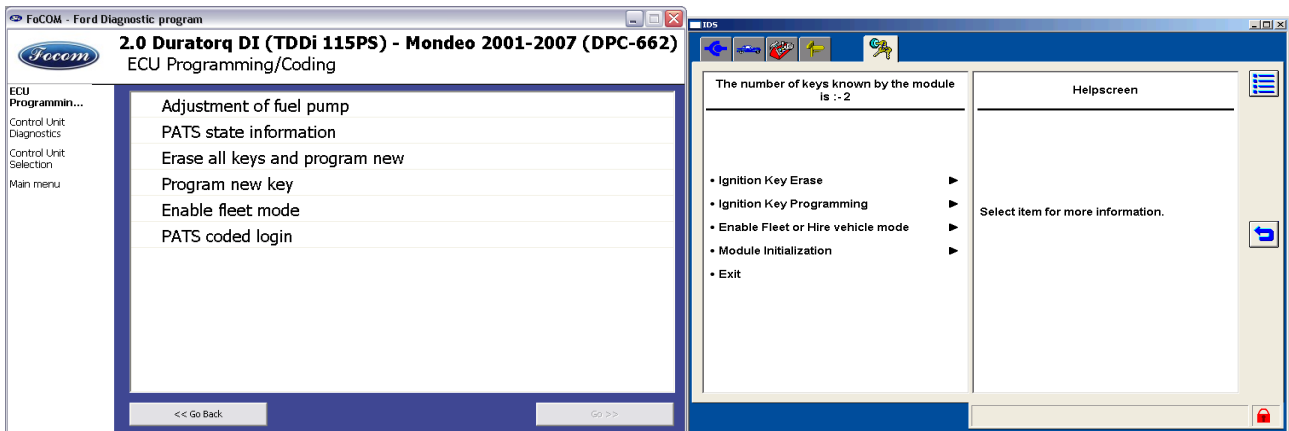 FoCOM - Ford Diagnostic program
Focom
2.0 Duratorq DI (TDDi 115PS) - Mondeo 2001-2007 (DPC-662)
ECU Programming/Coding
ECU
Programmin...
Control Unit
Diagnostics
Control Unit
Selection
Main menu
Adjustment of fuel pump
PATS state information
Erase all keys and program new
Program new key
Enable fleet mode
PATS coded login
<< Go Back
Go >>
IDS
The number of keys known by the module
is :- 2
• Ignition Key Erase
• Ignition Key Programming
• Enable Fleet or Hire vehicle mode
• Module Initialization
• Exit
Helpscreen
Select item for more information.